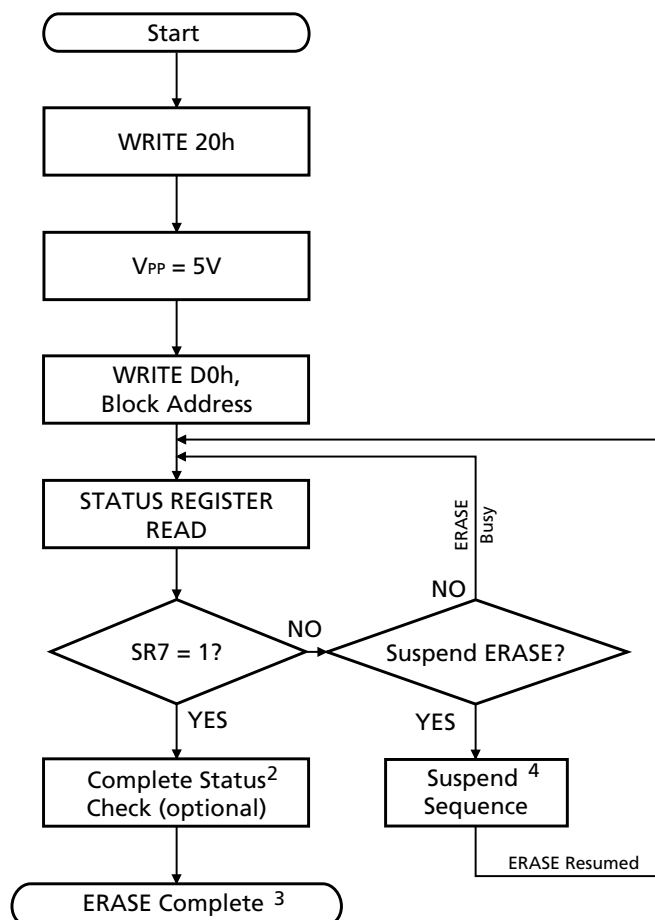 Start
WRITE 20h
VPP = 5V
WRITE D0h,
Block Address
STATUS REGISTER
READ
ERASE
Busy
NO
SR7 = 1?
NO
Suspend ERASE?
YES
YES
Complete Status2
Check (optional)
Suspend 4
Sequence
ERASE Resumed
ERASE Complete 3